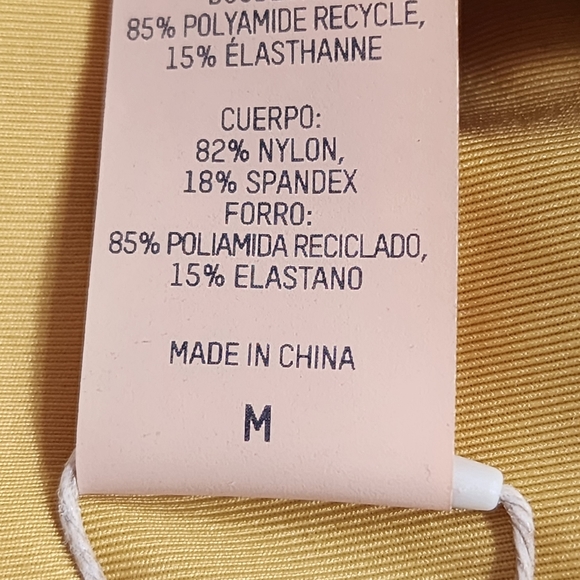 85% POLYAMIDE RECYCLE,
15% ÉLASTHANNE
CUERPO:
82% NYLON,
18% SPANDEX
FORRO:
85% POLIAMIDA RECICLADO,
15% ELASTANO
MADE IN CHINA
M